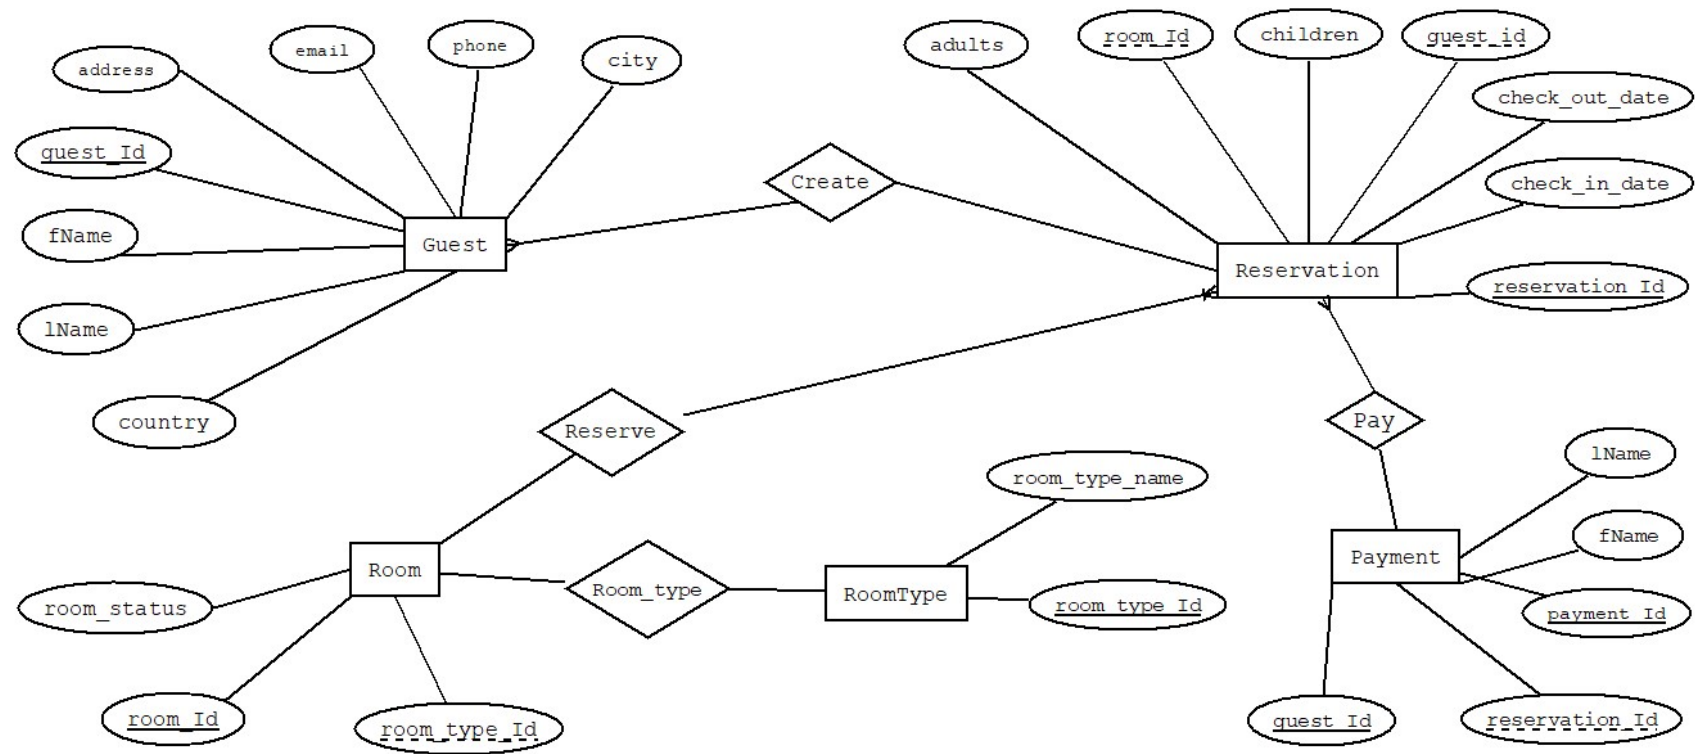 adults
room_Id
children
guest_id
email
phone
city
address
check_out_date
guest_Id
Create
check_in_date
fName
Guest
Reservation
reservation_Id
lName
country
Reserve
Pay
lName
room_type_name
fName
Room
Room_type
RoomType
Payment
room_status
room_type_Id
payment_Id
room_Id
room_type_Id
guest_Id
reservation_Id